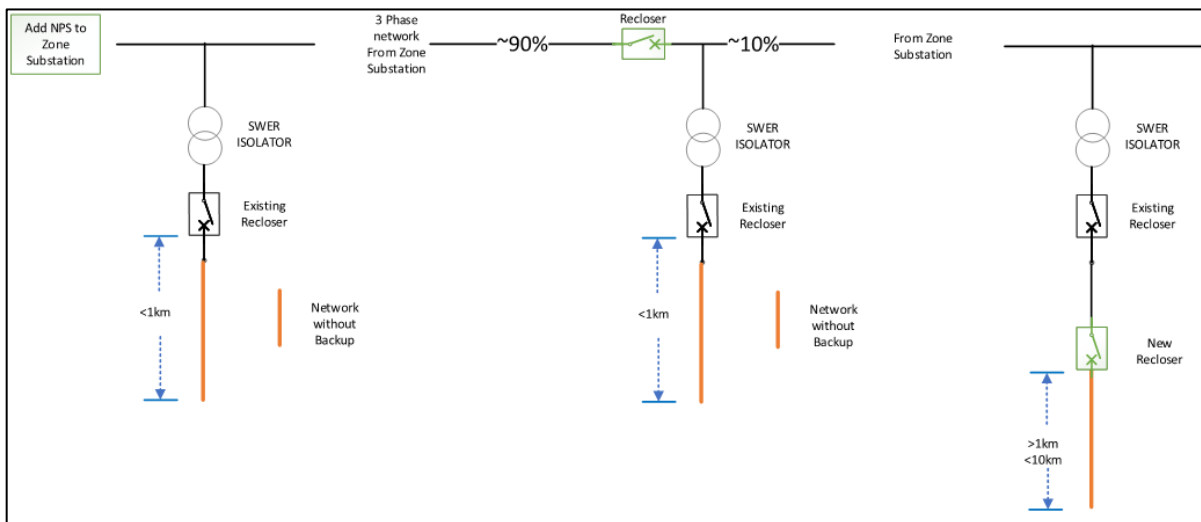 Add NPS to
Zone
Substation
SWER
ISOLATOR
Existing
Recloser
<1km
Network
without
Backup
3 Phase
network
From Zone
Substation
~90%
Recloser
~10%
SWER
ISOLATOR
Existing
Recloser
<1km
Network
without
Backup
From Zone
Substation
SWER
ISOLATOR
Existing
Recloser
New
Recloser
>1km
<10km